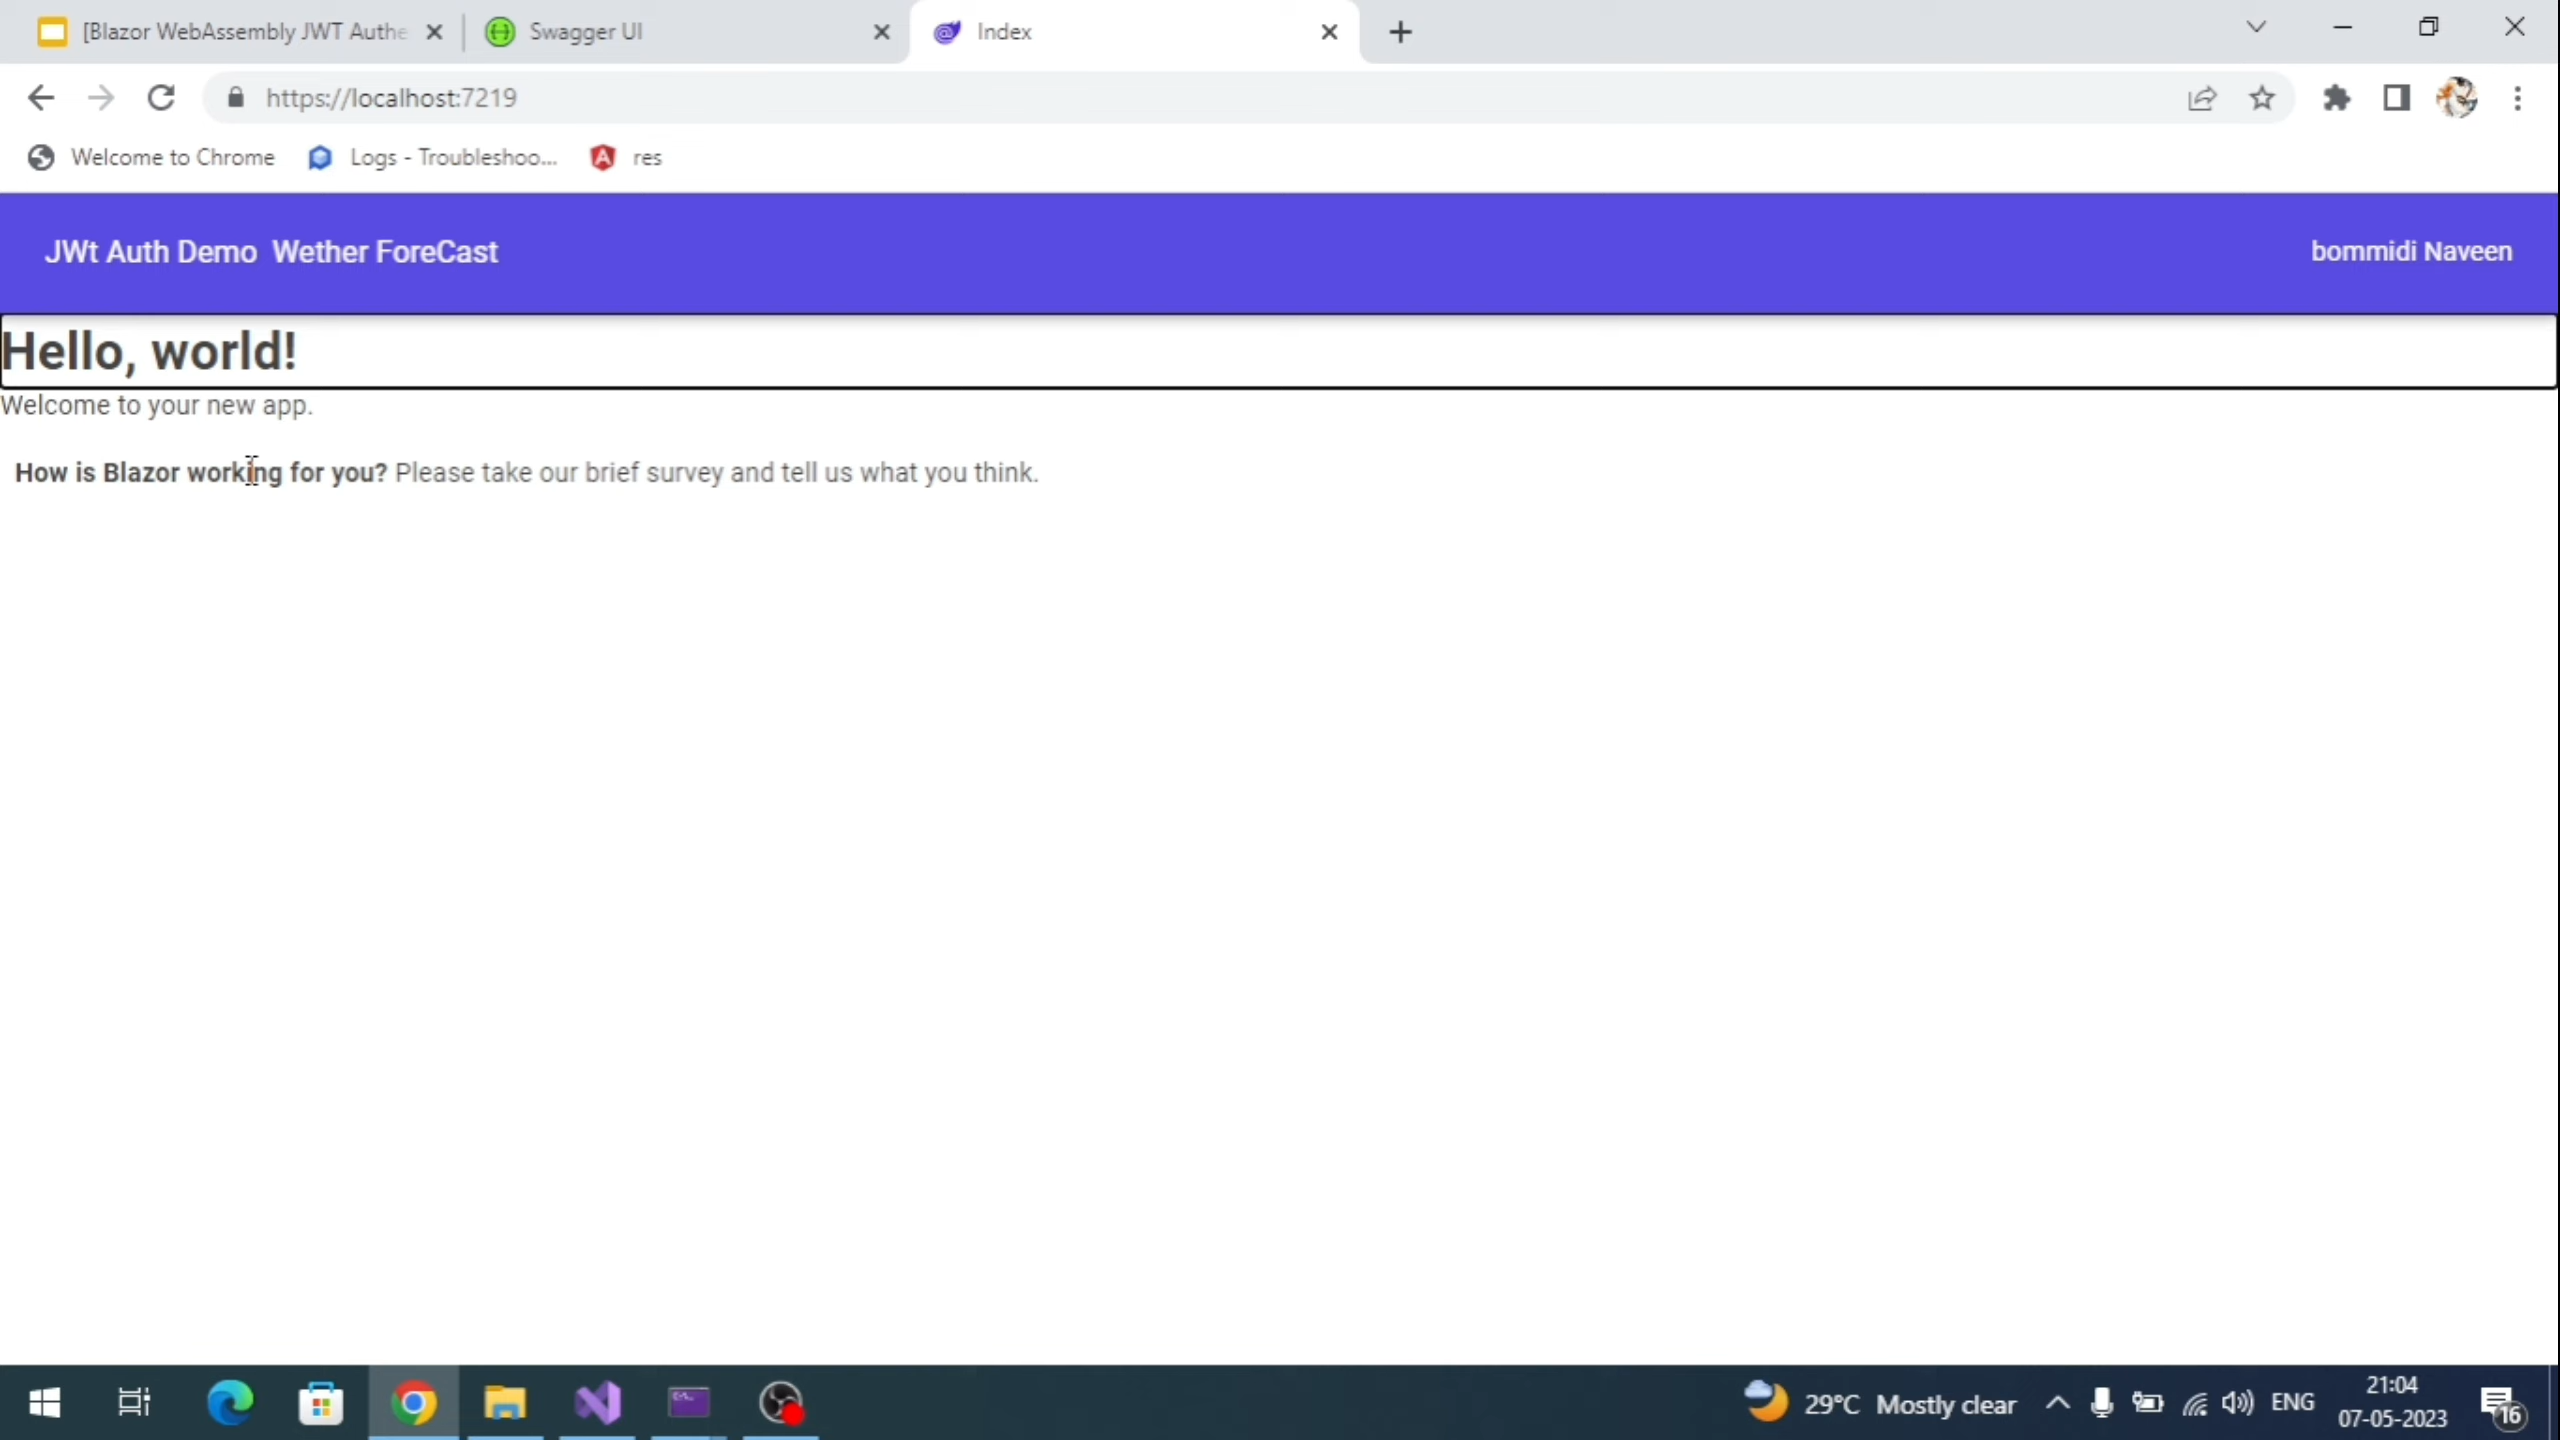 [Blazor WebAssembly JWT Authe
Swagger UI
Index
https://localhost:7219
Welcome to Chrome
Logs - Troubleshoo...
res
JWt Auth Demo Wether ForeCast
bommidi Naveen
Hello, world!
Welcome to your new app.
How is Blazor working for you? Please take our brief survey and tell us what you think.
29°C Mostly clear
ENG
21:04
07-05-2023
16